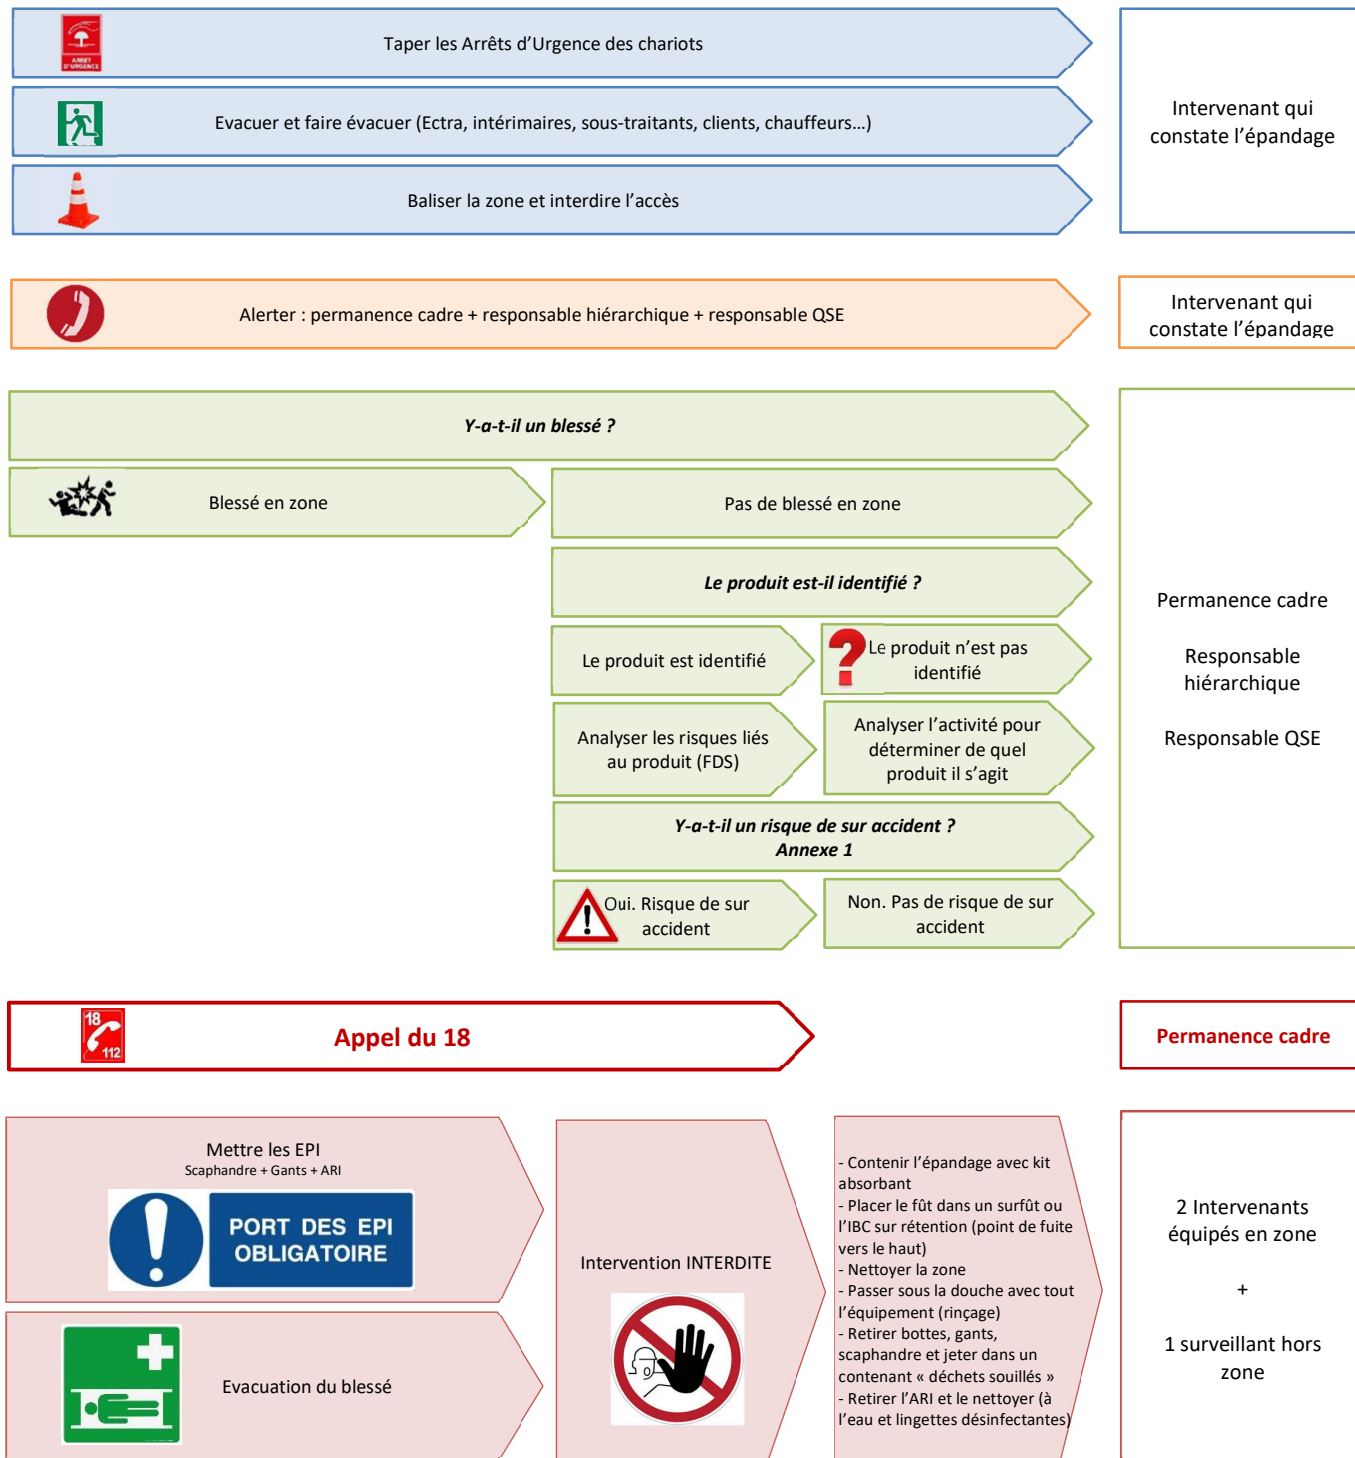 ARRET
D'URGENCE
Taper les Arrêts d’Urgence des chariots
Intervenant qui
constate l’épandage
Evacuer et faire évacuer (Ectra, intérimaires, sous-traitants, clients, chauffeurs…)
Baliser la zone et interdire l’accès
Alerter : permanence cadre + responsable hiérarchique + responsable QSE
Intervenant qui
constate l’épandage
Y-a-t-il un blessé ?
Blessé en zone
Pas de blessé en zone
Le produit est-il identifié ?
Le produit est identifié
Le produit n’est pas
identifié
Analyser les risques liés
au produit (FDS)
Analyser l’activité pour
déterminer de quel
produit il s’agit
Y-a-t-il un risque de sur accident ?
Annexe 1
Oui. Risque de sur
accident
Non. Pas de risque de sur
accident
Permanence cadre
Responsable
hiérarchique
Responsable QSE
18
112
Appel du 18
Permanence cadre
Mettre les EPI
Scaphandre + Gants + ARI
PORT DES EPI
OBLIGATOIRE
Evacuation du blessé
Intervention INTERDITE
- Contenir l’épandage avec kit
absorbant
- Placer le fût dans un surfût ou
l’IBC sur rétention (point de fuite
vers le haut)
- Nettoyer la zone
- Passer sous la douche avec tout
l’équipement (rinçage)
- Retirer bottes, gants,
scaphandre et jeter dans un
contenant « déchets souillés »
- Retirer l’ARI et le nettoyer (à
l’eau et lingettes désinfectantes)
2 Intervenants
équipés en zone
+
1 surveillant hors
zone